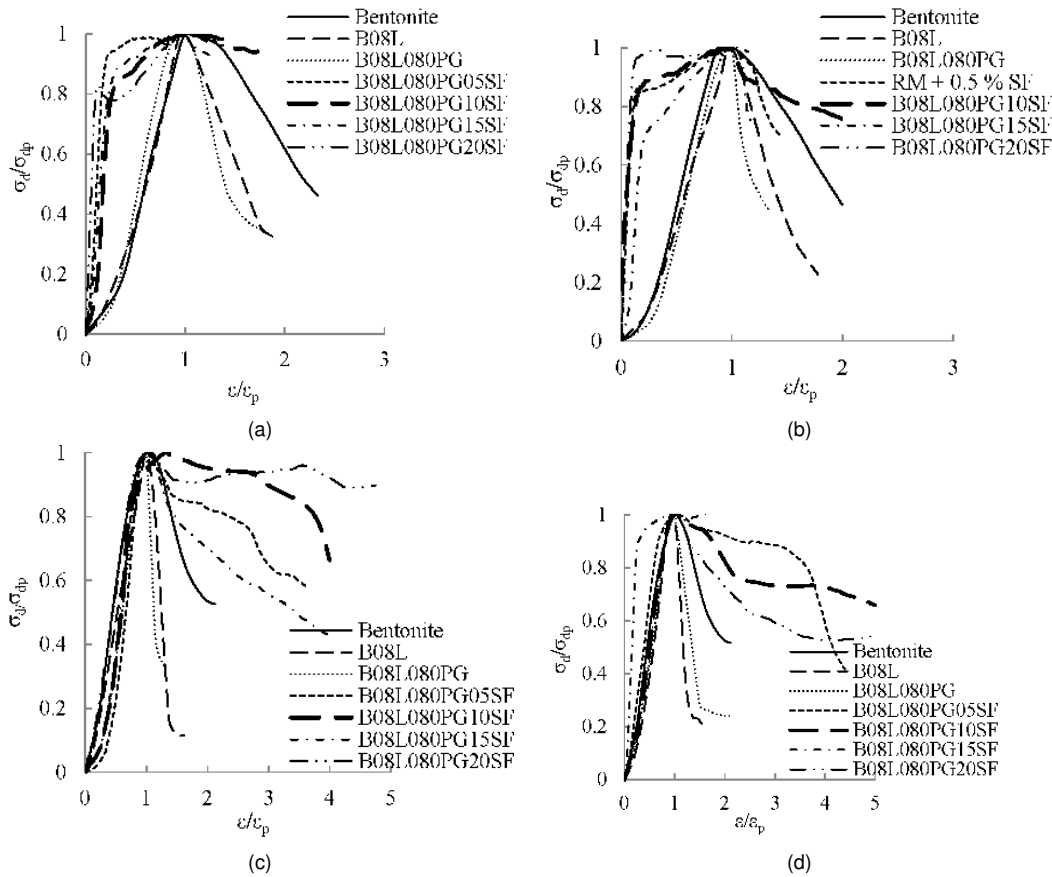 σd/σdp
1
0.8
0.6
0.4
0.2
0
0 1 2 3
ε/εp
Bentonite
B08L
B08L080PG
B08L080PG05SF
B08L080PG10SF
B08L080PG15SF
B08L080PG20SF
(a)
σd/σdp
1
0.8
0.6
0.4
0.2
0
0 1 2 3
ε/εp
Bentonite
B08L
B08L080PG
RM + 0.5 % SF
B08L080PG10SF
B08L080PG15SF
B08L080PG20SF
(b)
σd/σdp
1
0.8
0.6
0.4
0.2
0
0 1 2 3 4 5
ε/εp
Bentonite
B08L
B08L080PG
B08L080PG05SF
B08L080PG10SF
B08L080PG15SF
B08L080PG20SF
(c)
σd/σdp
1
0.8
0.6
0.4
0.2
0
0 1 2 3 4 5
ε/εp
Bentonite
B08L
B08L080PG
B08L080PG05SF
B08L080PG10SF
B08L080PG15SF
B08L080PG20SF
(d)